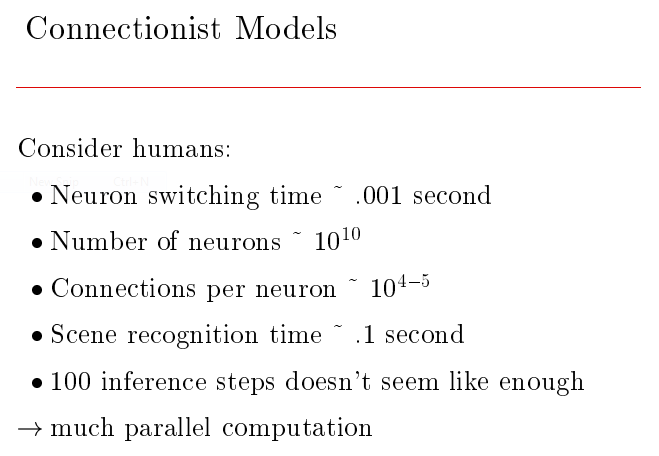 Connectionist Models
Consider humans:
• Neuron switching time ~ .001 second
• Number of neurons ~ 10^10
• Connections per neuron ~ 10^4–5
• Scene recognition time ~ .1 second
• 100 inference steps doesn't seem like enough
→ much parallel computation